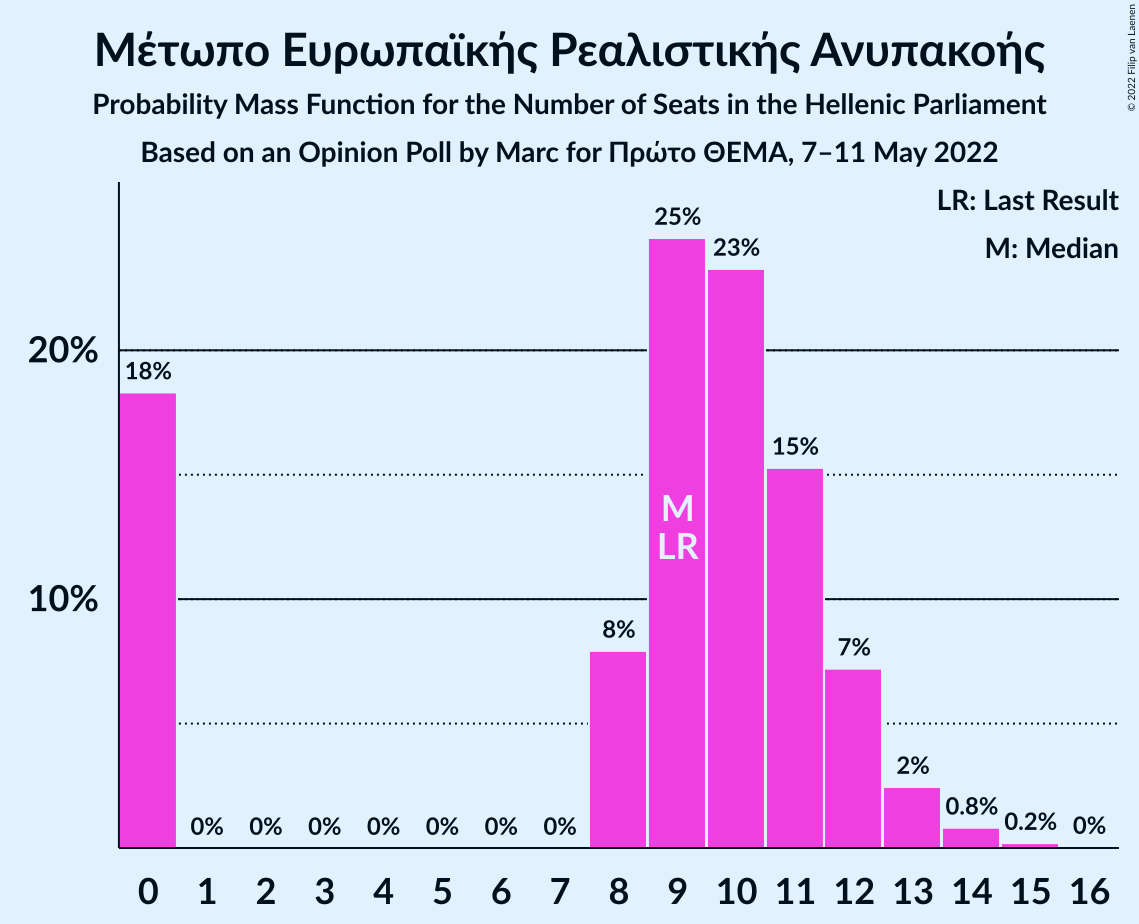 Μέτωπο Ευρωπαϊκής Ρεαλιστικής Ανυπακοής
Probability Mass Function for the Number of Seats in the Hellenic Parliament
Based on an Opinion Poll by Marc for Πρώτο ΘΕΜΑ, 7–11 May 2022
© 2022 Filip van Laenen
LR: Last Result
M: Median
20%
10%
18%
0%
0%
0%
0%
0%
0%
0%
8%
25%
23%
15%
7%
2%
0.8%
0.2%
0%
M
LR
0 1 2 3 4 5 6 7 8 9 10 11 12 13 14 15 16